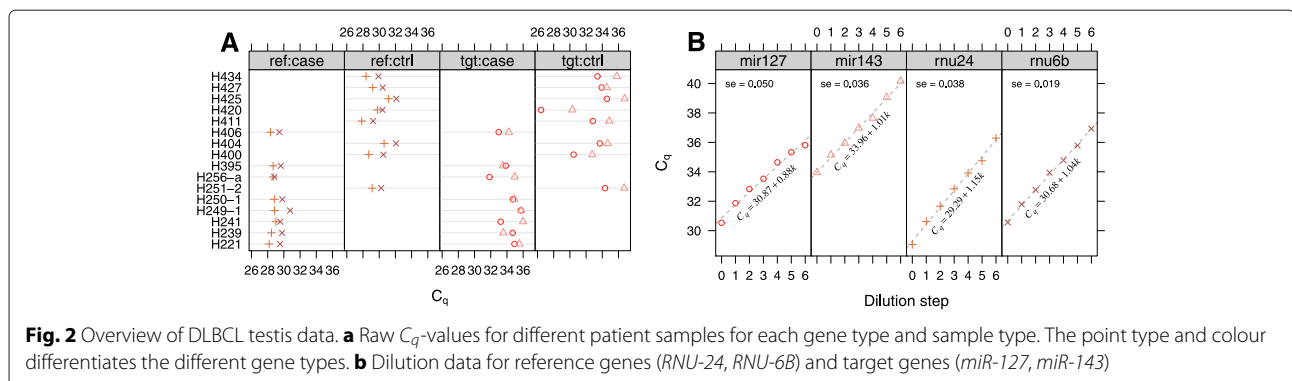 A
26 28 30 32 34 36
26 28 30 32 34 36
ref:case
ref:ctrl
tgt:case
tgt:ctrl
H434
H427
H425
H420
H411
H406
H404
H400
H395
H256−a
H251−2
H250−1
H249−1
H241
H239
H221
26 28 30 32 34 36
26 28 30 32 34 36
Cq
B
0 1 2 3 4 5 6
0 1 2 3 4 5 6
mir127
mir143
rnu24
rnu6b
40
38
36
34
32
30
Cq
se = 0.050
se = 0.036
se = 0.038
se = 0.019
Cq = 30.87 + 0.88k
Cq = 33.96 + 1.01k
Cq = 29.29 + 1.15k
Cq = 30.68 + 1.04k
0 1 2 3 4 5 6
0 1 2 3 4 5 6
Dilution step
Fig. 2 Overview of DLBCL testis data. a Raw Cq-values for different patient samples for each gene type and sample type. The point type and colour
differentiates the different gene types. b Dilution data for reference genes (RNU-24, RNU-6B) and target genes (miR-127, miR-143)